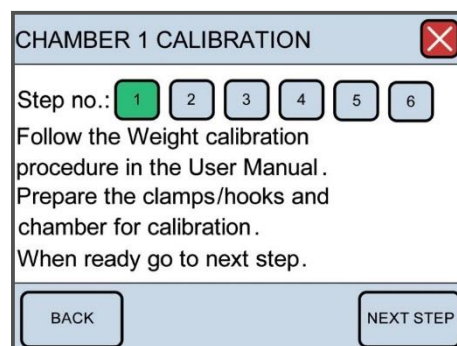 CHAMBER 1 CALIBRATION
Step no.: 1 2 3 4 5 6
Follow the Weight calibration
procedure in the User Manual.
Prepare the clamps/hooks and
chamber for calibration.
When ready go to next step.
BACK NEXT STEP